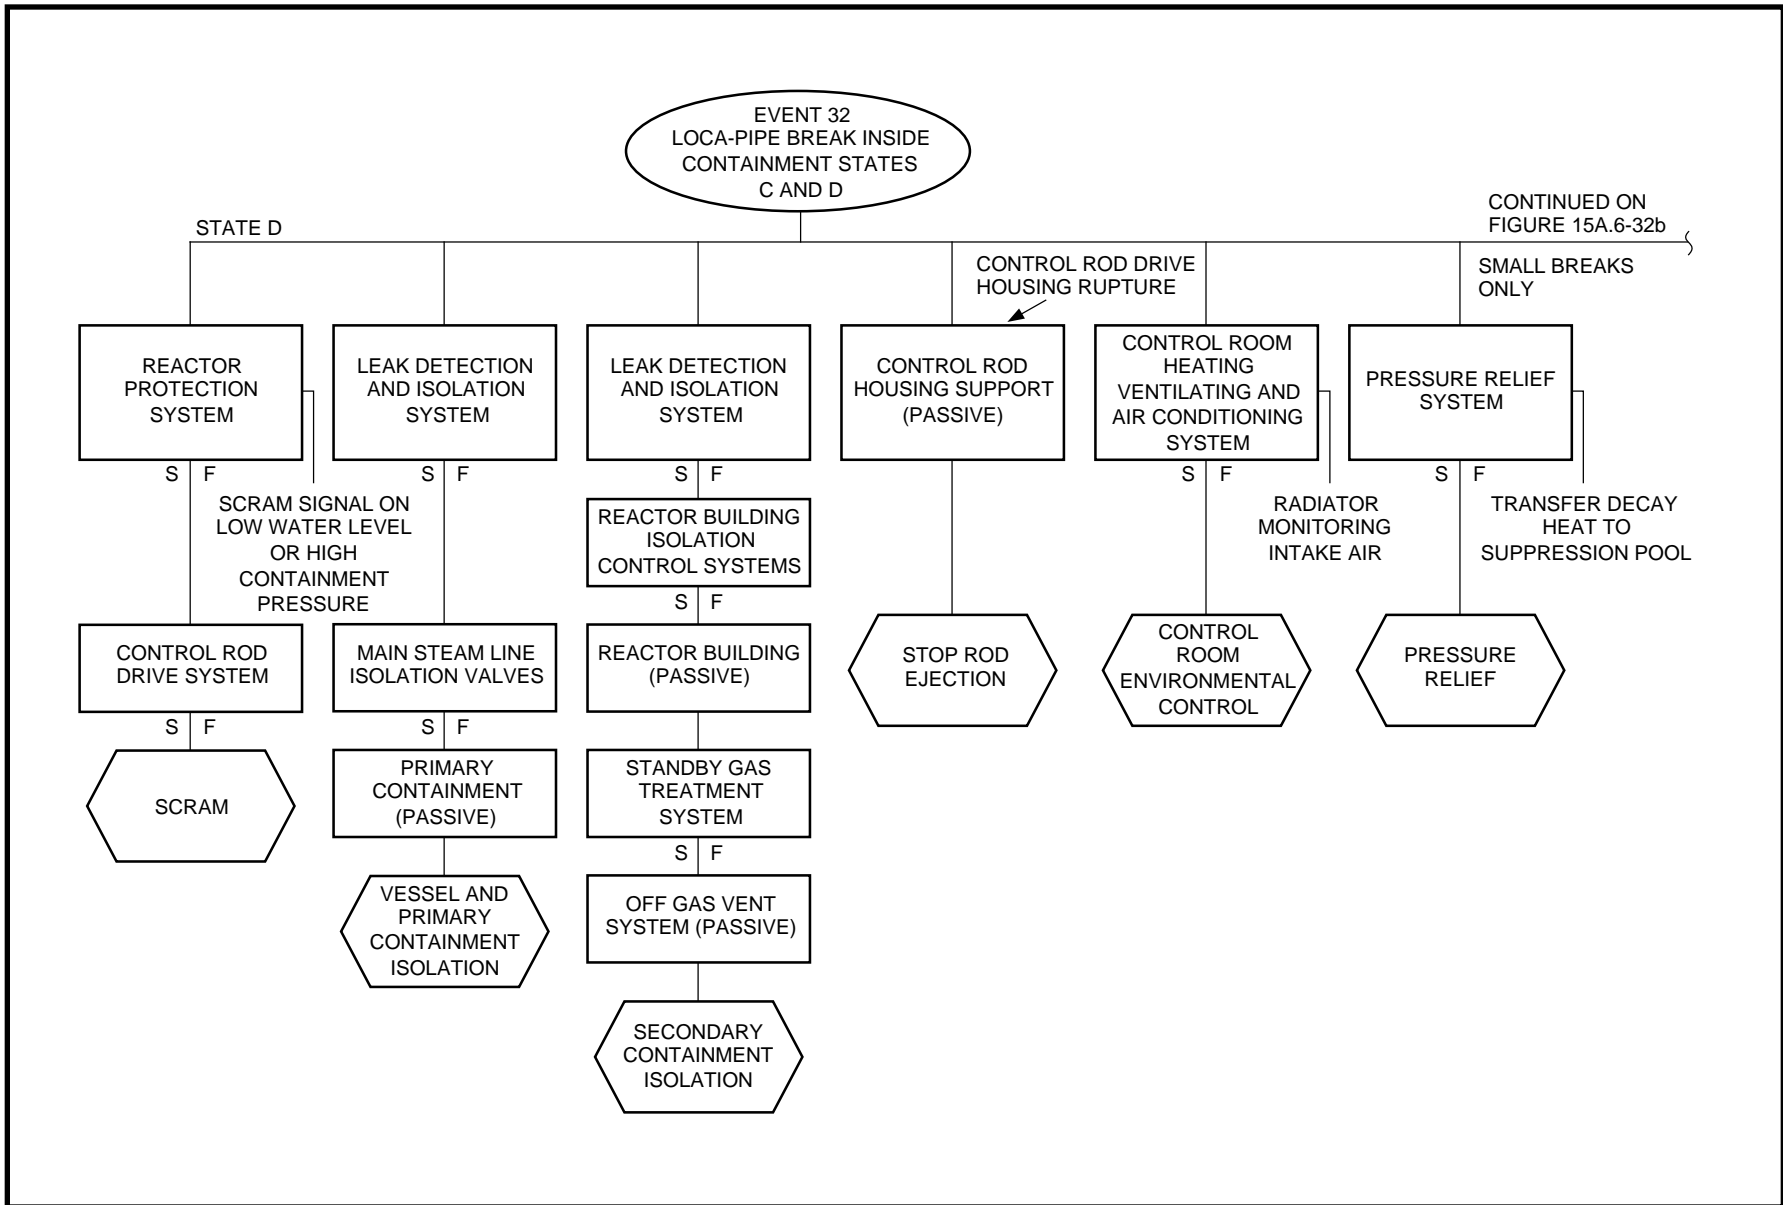 EVENT 32
LOCA-PIPE BREAK INSIDE
CONTAINMENT STATES
C AND D
STATE D
CONTINUED ON
FIGURE 15A.6-32b
CONTROL ROD DRIVE
HOUSING RUPTURE
SMALL BREAKS
ONLY
REACTOR
PROTECTION
SYSTEM
LEAK DETECTION
AND ISOLATION
SYSTEM
LEAK DETECTION
AND ISOLATION
SYSTEM
CONTROL ROD
HOUSING SUPPORT
(PASSIVE)
CONTROL ROOM
HEATING
VENTILATING AND
AIR CONDITIONING
SYSTEM
PRESSURE RELIEF
SYSTEM
S F
S F
S F
S F
S F
SCRAM SIGNAL ON
LOW WATER LEVEL
OR HIGH
CONTAINMENT
PRESSURE
REACTOR BUILDING
ISOLATION
CONTROL SYSTEMS
RADIATOR
MONITORING
INTAKE AIR
TRANSFER DECAY
HEAT TO
SUPPRESSION POOL
S F
CONTROL ROD
DRIVE SYSTEM
MAIN STEAM LINE
ISOLATION VALVES
REACTOR BUILDING
(PASSIVE)
STOP ROD
EJECTION
CONTROL
ROOM
ENVIRONMENTAL
CONTROL
PRESSURE
RELIEF
S F
S F
SCRAM
PRIMARY
CONTAINMENT
(PASSIVE)
STANDBY GAS
TREATMENT
SYSTEM
S F
VESSEL AND
PRIMARY
CONTAINMENT
ISOLATION
OFF GAS VENT
SYSTEM (PASSIVE)
SECONDARY
CONTAINMENT
ISOLATION